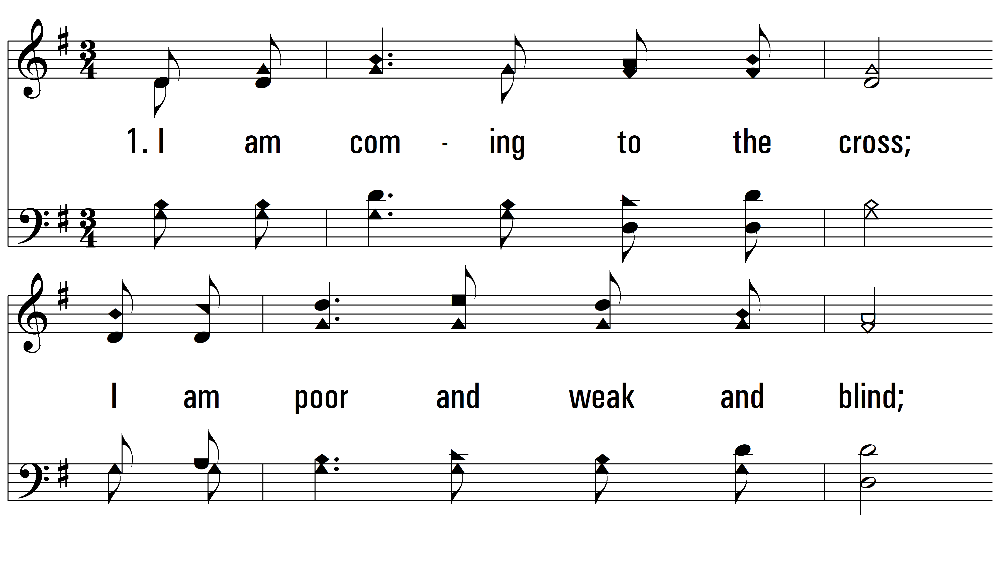 1. I am com - ing to the cross;
I am poor and weak and blind;